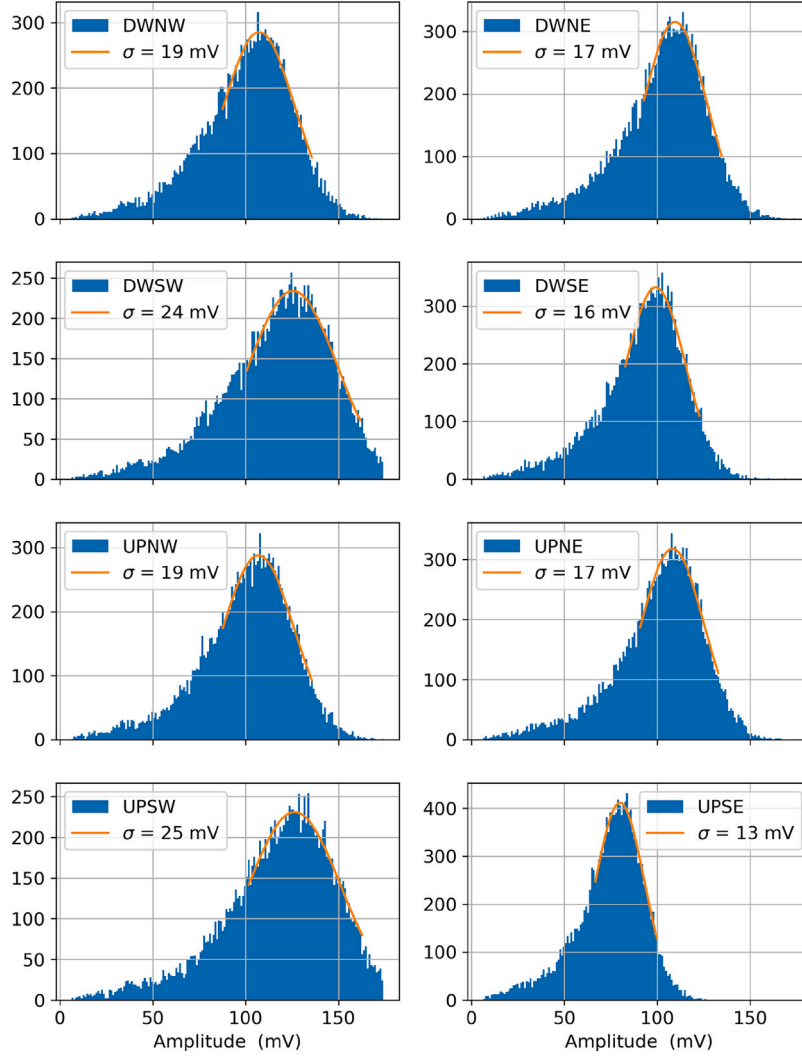 DWNW
σ = 19 mV
300
200
100
0
DWNE
σ = 17 mV
300
200
100
0
DWSW
σ = 24 mV
250
200
150
100
50
0
DWSE
σ = 16 mV
300
200
100
0
UPNW
σ = 19 mV
300
200
100
0
UPNE
σ = 17 mV
300
200
100
0
UPSW
σ = 25 mV
250
200
150
100
50
0
0 50 100 150
Amplitude (mV)
UPSE
σ = 13 mV
400
300
200
100
0
0 50 100 150
Amplitude (mV)